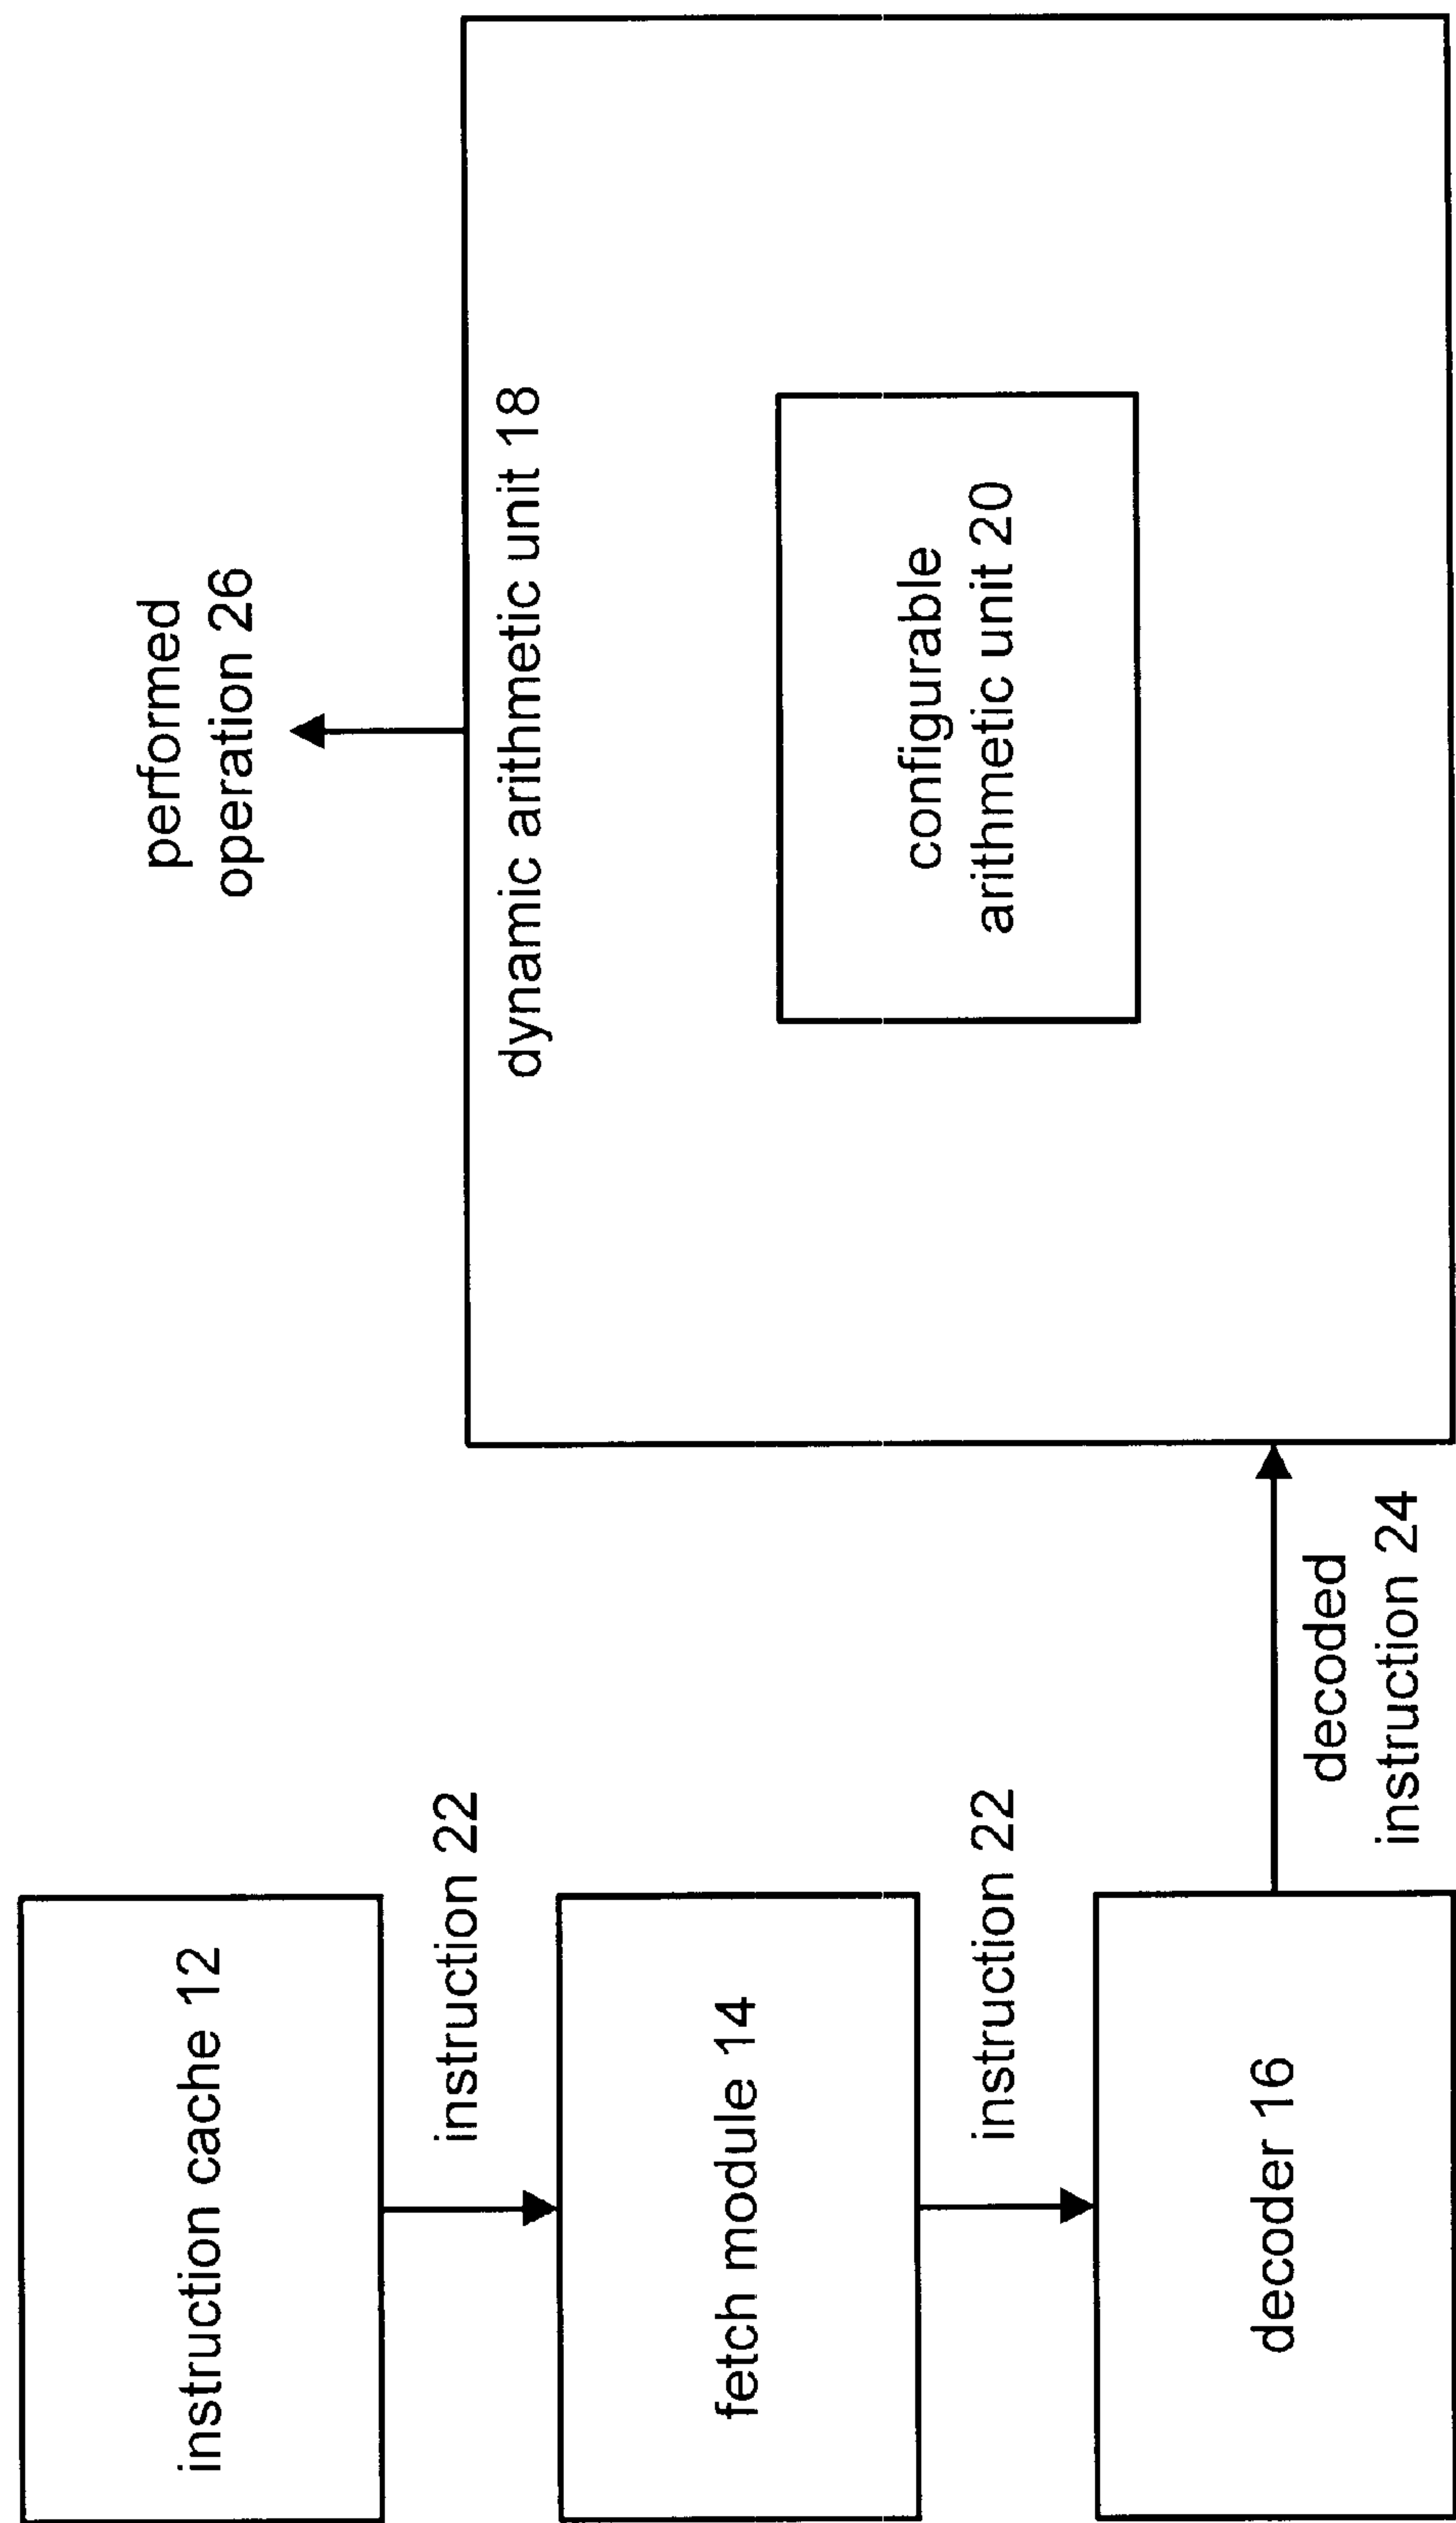 instruction cache 12
instruction 22
fetch module 14
instruction 22
decoder 16
decoded
instruction 24
performed
operation 26
dynamic arithmetic unit 18
configurable
arithmetic unit 20